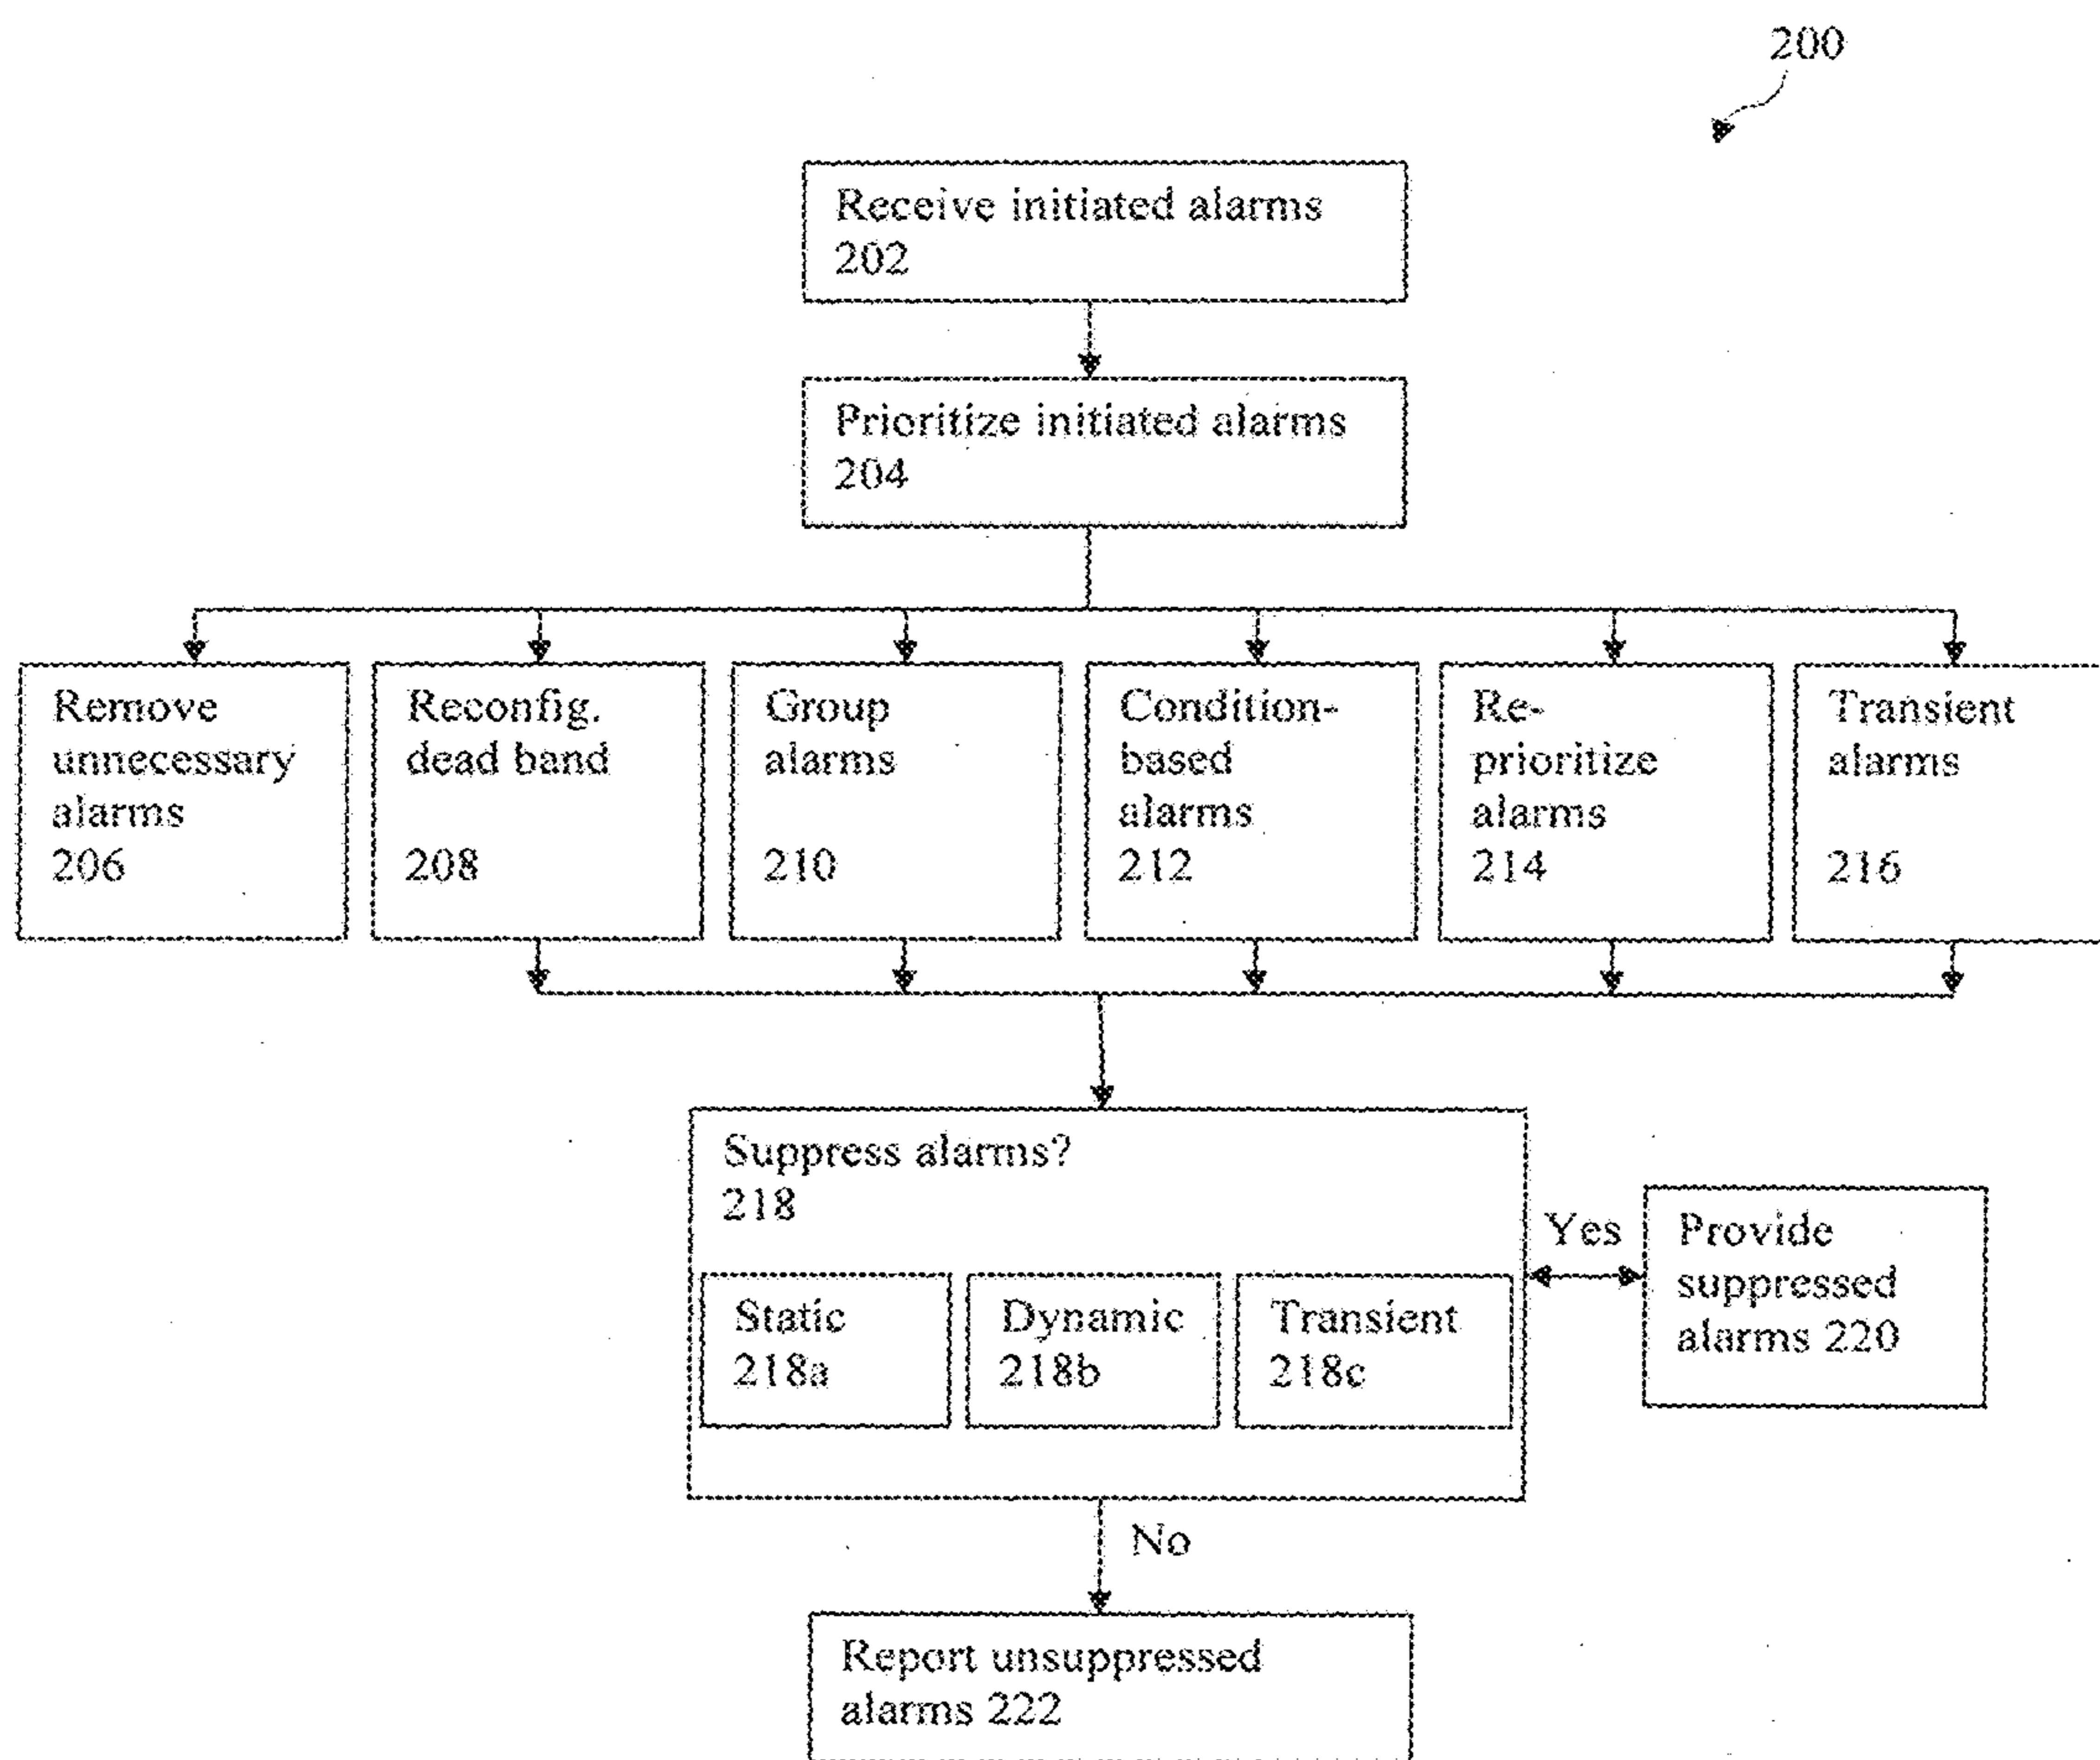 200
Receive initiated alarms
202
Prioritize initiated alarms
204
Remove
unnecessary
alarms
206
Reconfig.
dead band
208
Group
alarms
210
Condition-
based
alarms
212
Re-
prioritize
alarms
214
Transient
alarms
216
Suppress alarms?
218
Static
218a
Dynamic
218b
Transient
218c
Yes
Provide
suppressed
alarms 220
No
Report unsuppressed
alarms 222